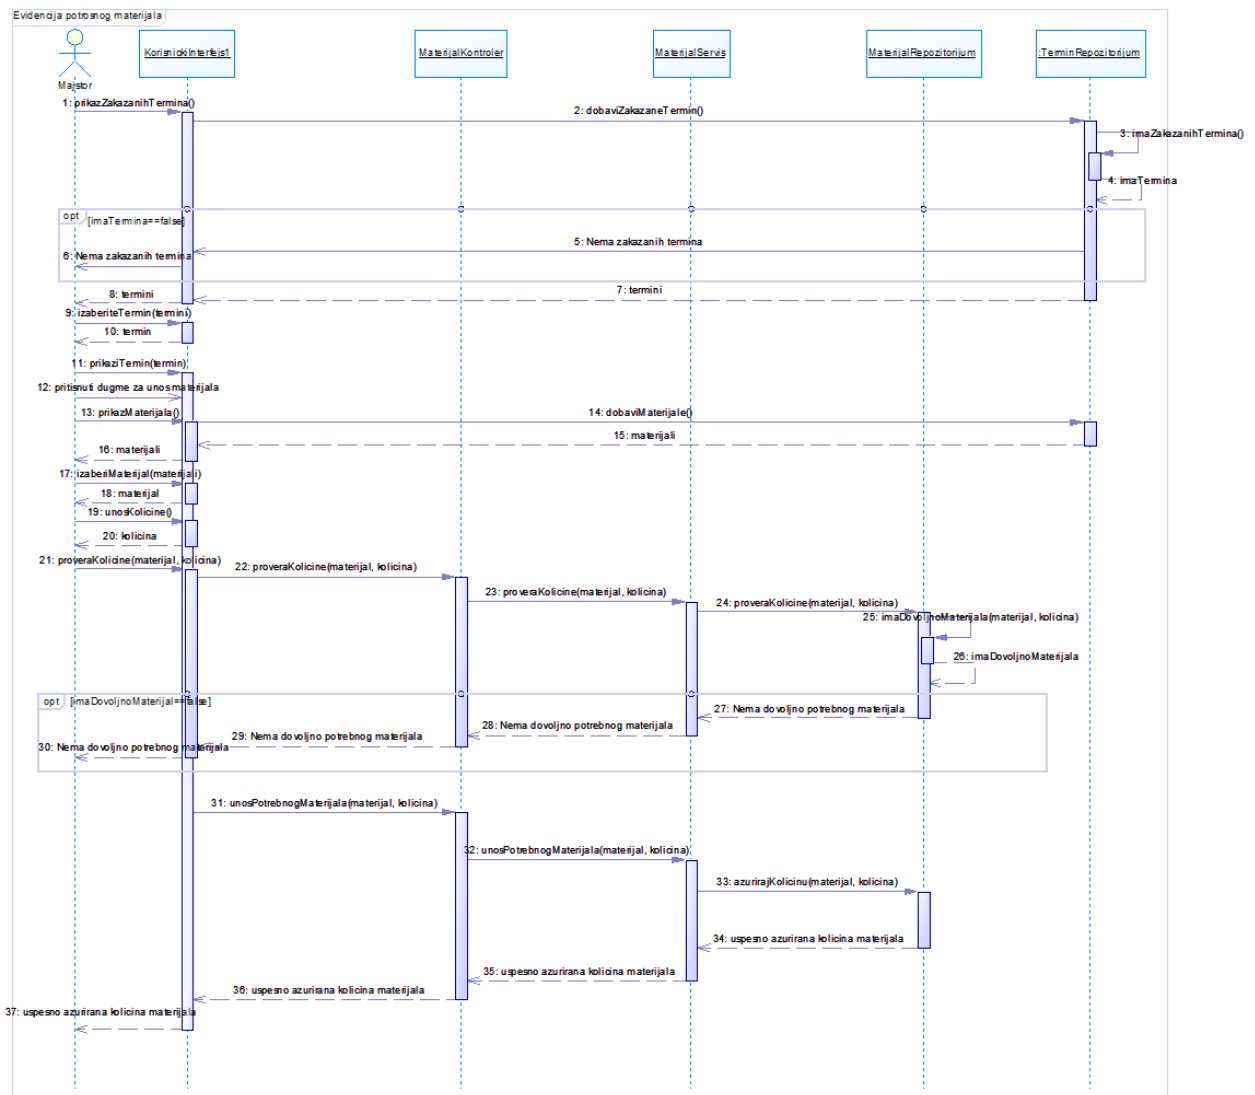 Evidencija potrosnog materijala
KorisnickiInterfejs1
MaterijalKontroler
MaterijalServis
MaterijalRepozitorijum
:TerminRepozitorijum
Majstor
1: prikazZakazanihTermina()
2: dobaviZakazaneTermin()
3: imaZakazanihTermina()
4: imaTermina
opt
[imaTermina==false]
5: Nema zakazanih termina
6: Nema zakazanih termina
7: termini
8: termini
9: izaberiteTermin(termini)
10: termin
11: prikaziTemin(termin)
12: pritisnuti dugme za unos materijala
13: prikazMaterijala()
14: dobaviMaterijale()
15: materijali
16: materijali
17: izaberiMaterijal(materijali)
18: materijal
19: unosKolicine()
20: kolicina
21: proveraKolicine(materijal, kolicina)
22: proveraKolicine(materijal, kolicina)
23: proveraKolicine(materijal, kolicina)
24: proveraKolicine(materijal, kolicina)
25: imaDovoljnoMaterijala(materijal, kolicina)
26: imaDovoljnoMaterijala
opt
[imaDovoljnoMaterijal==false]
27: Nema dovoljno potrebnog materijala
28: Nema dovoljno potrebnog materijala
29: Nema dovoljno potrebnog materijala
30: Nema dovoljno potrebnog materijala
31: unosPotrebnogMaterijala(materijal, kolicina)
32: unosPotrebnogMaterijala(materijal, kolicina)
33: azurirajKolicinu(materijal, kolicina)
34: uspesno azurirana kolicina materijala
35: uspesno azurirana kolicina materijala
36: uspesno azurirana kolicina materijala
37: uspesno azurirana kolicina materijala